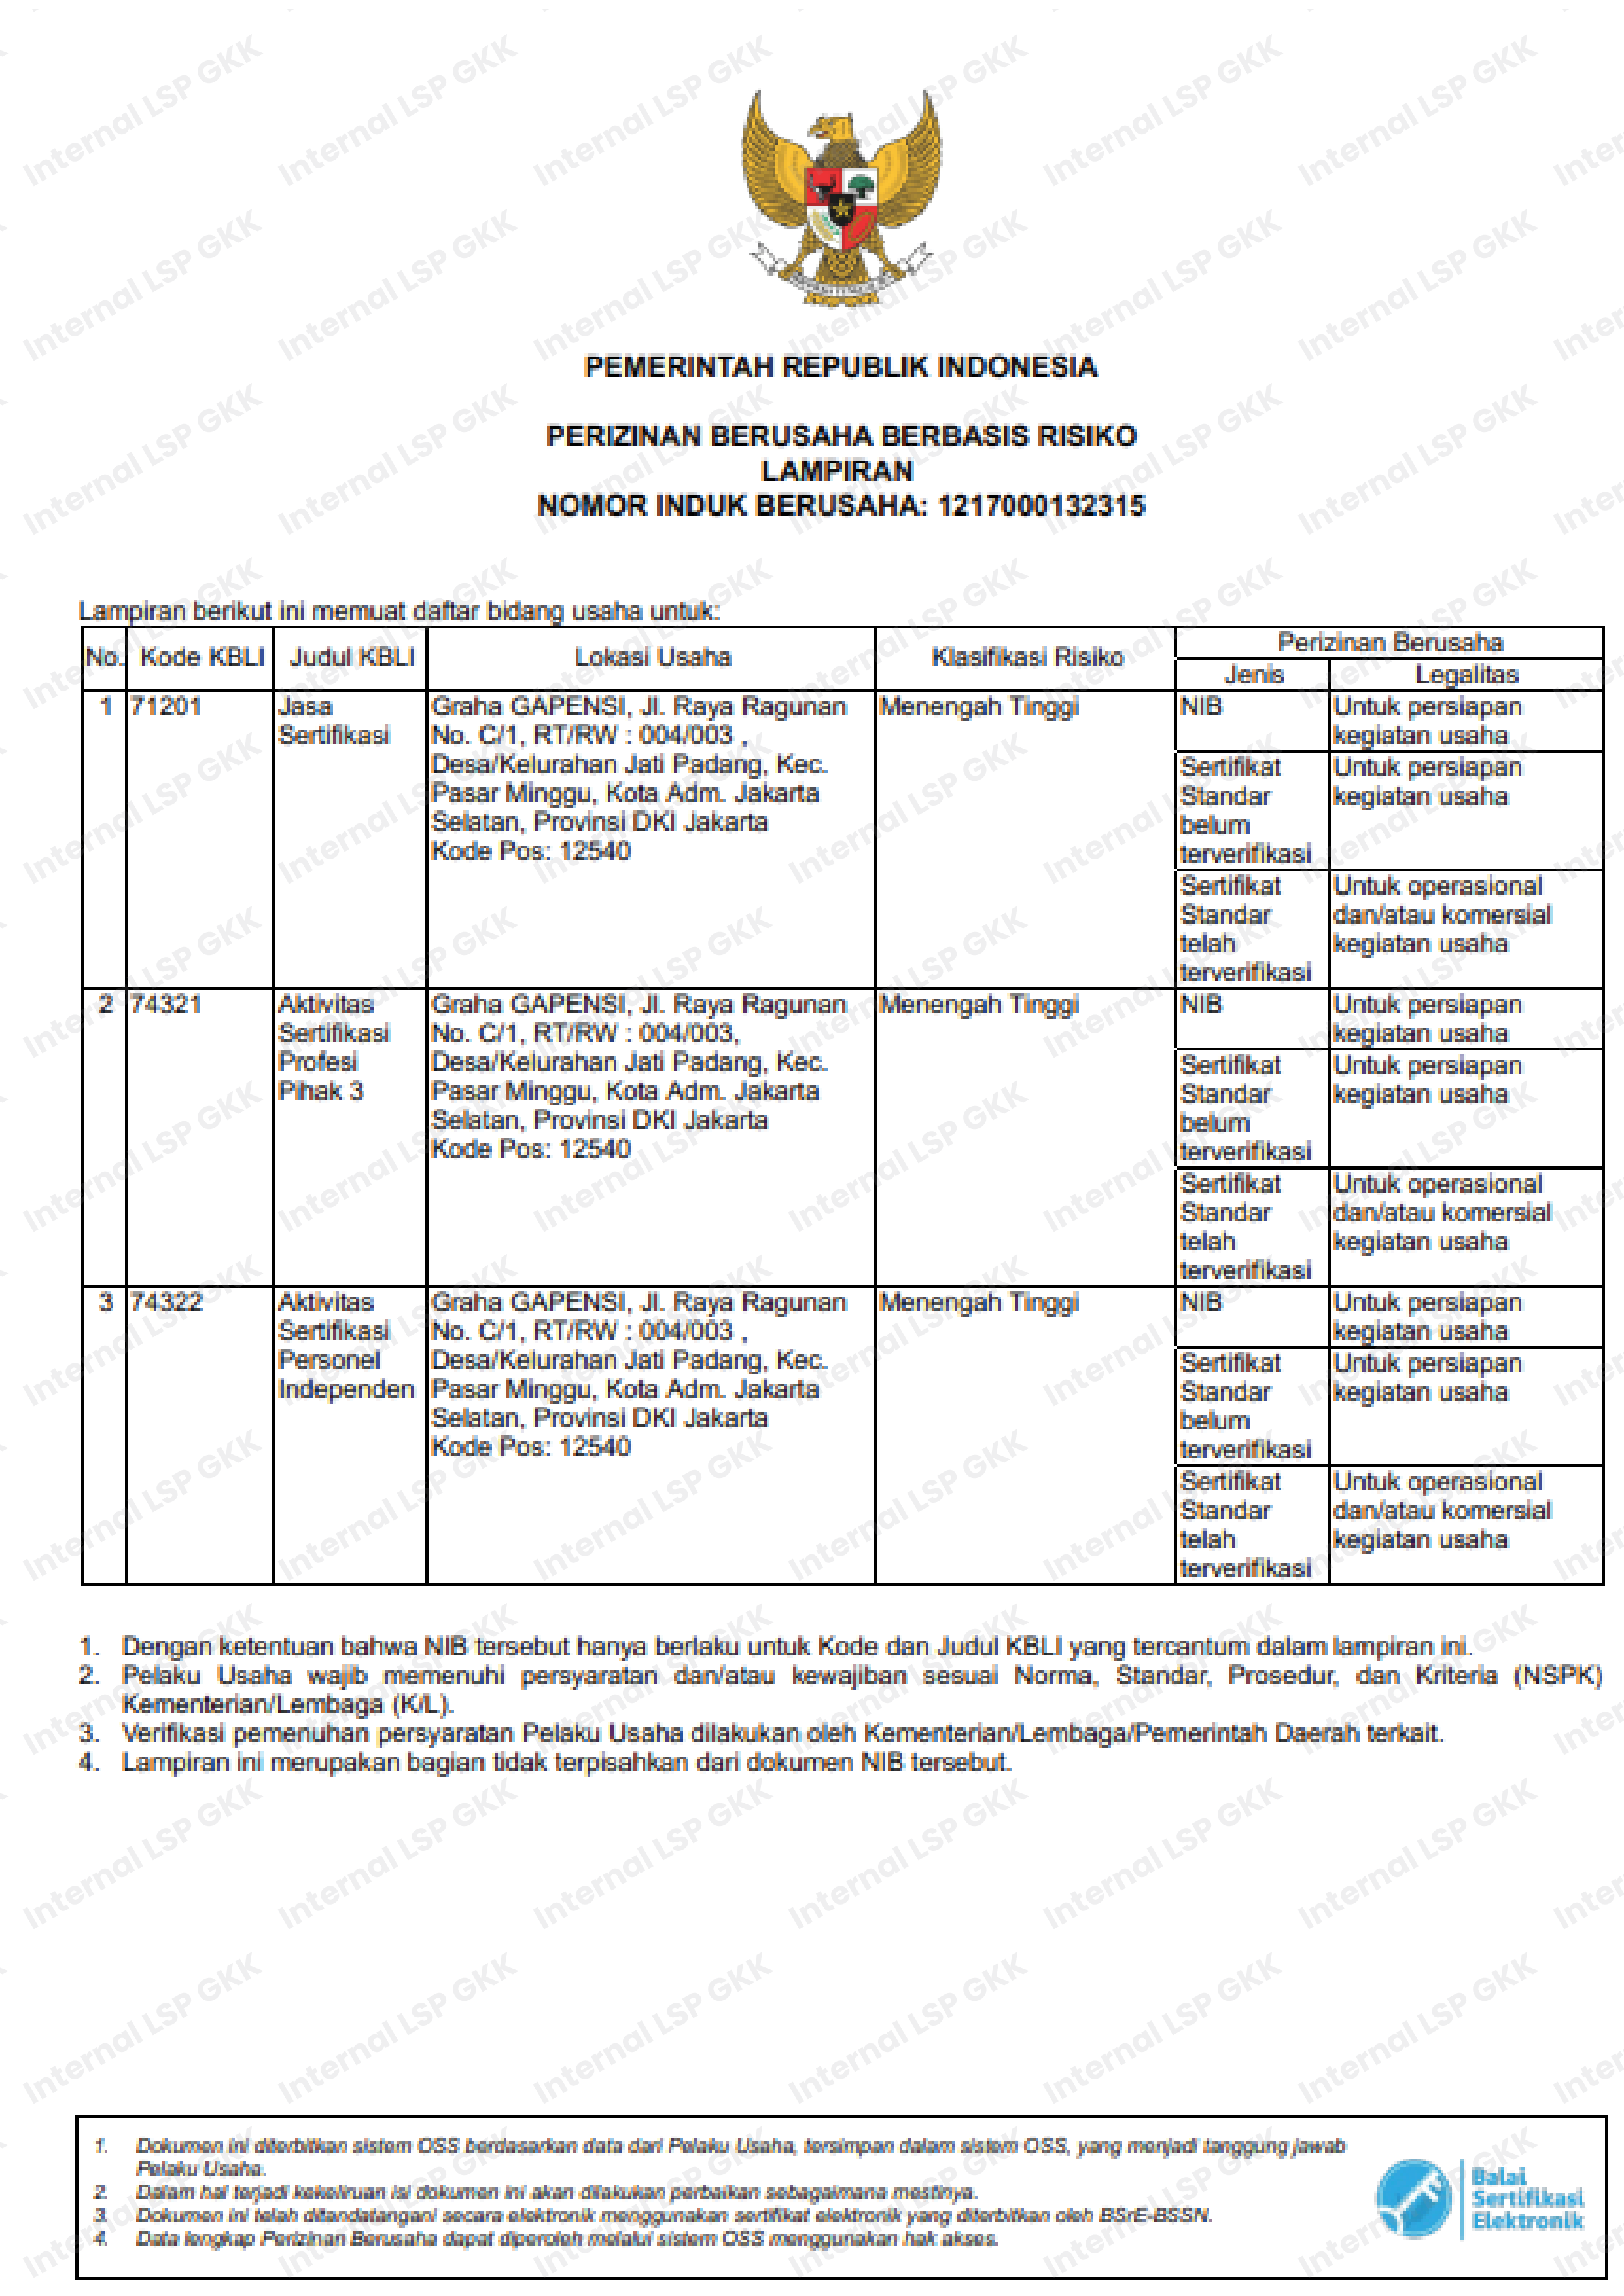 PEMERINTAH REPUBLIK INDONESIA
PERIZINAN BERUSAHA BERBASIS RISIKO
LAMPIRAN
NOMOR INDUK BERUSAHA: 1217000132315
Lampiran berikut ini memuat daftar bidang usaha untuk:
No. Kode KBLI Judul KBLI Lokasi Usaha Klasifikasi Risiko Perizinan Berusaha
Jenis Legalitas
1 71201 Jasa Graha GAPENSI, Jl. Raya Ragunan Menengah Tinggi NIB Untuk persiapan
Sertifikasi No. C/1, RT/RW : 004/003 , kegiatan usaha
Desa/Kelurahan Jati Padang, Kec. Sertifikat Untuk persiapan
Pasar Minggu, Kota Adm. Jakarta Standar kegiatan usaha
Selatan, Provinsi DKI Jakarta belum
Kode Pos: 12540 terverifikasi
Sertifikat Untuk operasional
Standar dan/atau komersial
telah kegiatan usaha
terverifikasi
2 74321 Aktivitas Graha GAPENSI, Jl. Raya Ragunan Menengah Tinggi NIB Untuk persiapan
Sertifikasi No. C/1, RT/RW : 004/003, kegiatan usaha
Profesi Desa/Kelurahan Jati Padang, Kec. Sertifikat Untuk persiapan
Pihak 3 Pasar Minggu, Kota Adm. Jakarta Standar kegiatan usaha
Selatan, Provinsi DKI Jakarta belum
Kode Pos: 12540 terverifikasi
Sertifikat Untuk operasional
Standar dan/atau komersial
telah kegiatan usaha
terverifikasi
3 74322 Aktivitas Graha GAPENSI, Jl. Raya Ragunan Menengah Tinggi NIB Untuk persiapan
Sertifikasi No. C/1, RT/RW : 004/003 , kegiatan usaha
Personel Desa/Kelurahan Jati Padang, Kec. Sertifikat Untuk persiapan
Independen Pasar Minggu, Kota Adm. Jakarta Standar kegiatan usaha
Selatan, Provinsi DKI Jakarta belum
Kode Pos: 12540 terverifikasi
Sertifikat Untuk operasional
Standar dan/atau komersial
telah kegiatan usaha
terverifikasi
1. Dengan ketentuan bahwa NIB tersebut hanya berlaku untuk Kode dan Judul KBLI yang tercantum dalam lampiran ini.
2. Pelaku Usaha wajib memenuhi persyaratan dan/atau kewajiban sesuai Norma, Standar, Prosedur, dan Kriteria (NSPK)
Kementerian/Lembaga (K/L).
3. Verifikasi pemenuhan persyaratan Pelaku Usaha dilakukan oleh Kementerian/Lembaga/Pemerintah Daerah terkait.
4. Lampiran ini merupakan bagian tidak terpisahkan dari dokumen NIB tersebut.
1. Dokumen ini diterbitkan sistem OSS berdasarkan data dari Pelaku Usaha, tersimpan dalam sistem OSS, yang menjadi tanggung jawab
Pelaku Usaha.
2. Dalam hal terjadi kekeliruan isi dokumen ini akan dilakukan perbaikan sebagaimana mestinya.
3. Dokumen ini telah ditandatangani secara elektronik menggunakan sertifikat elektronik yang diterbitkan oleh BSrE-BSSN.
4. Data lengkap Perizinan Berusaha dapat diperoleh melalui sistem OSS menggunakan hak akses.
Balai
Sertifikasi
Elektronik
Internal LSP GKK